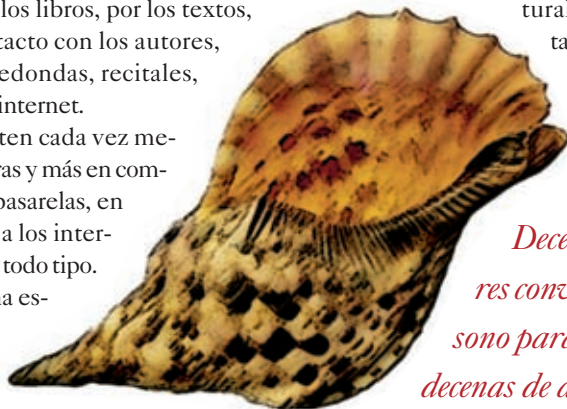 los libros, por los textos,
tacto con los autores,
edondas, recitales,
internet.
ten cada vez me-
ras y más en com-
pasarelas, en
a los inter-
todo tipo.
na es-
tural
ta
Dece
res conv
sono para
decenas de a